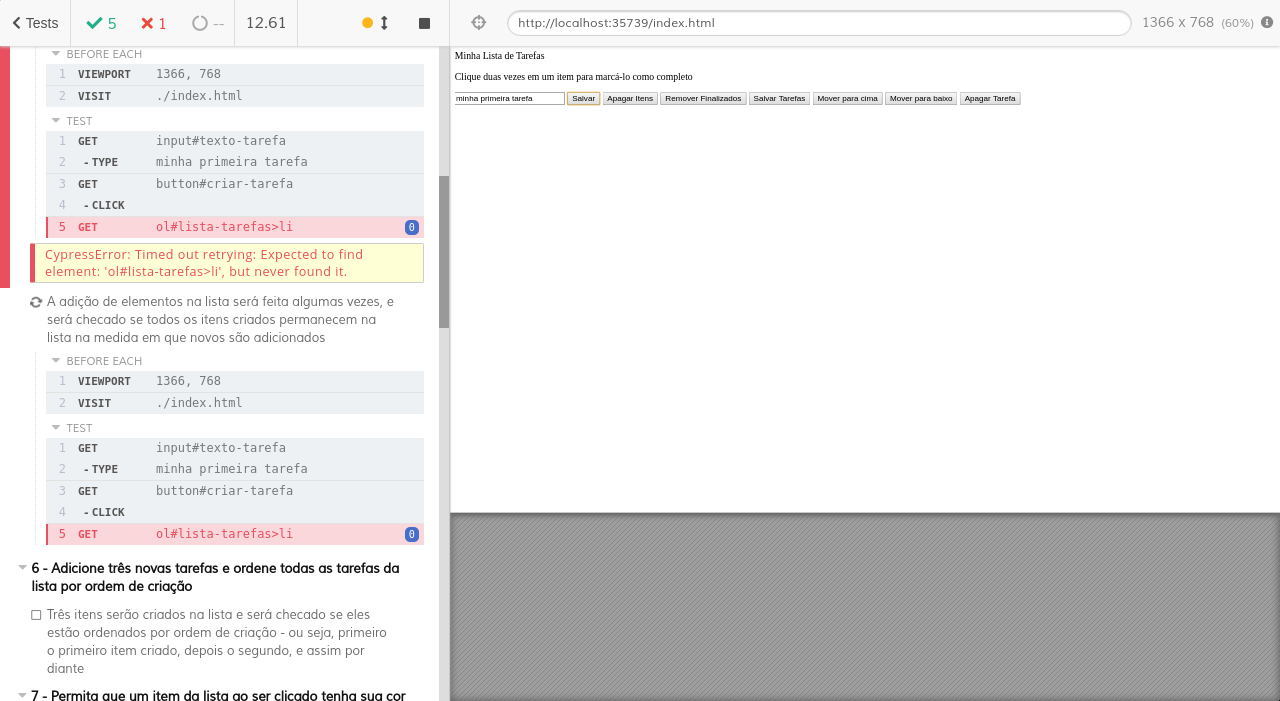 Tests 5 1 -- 12.61
http://localhost:35739/index.html 1366 x 768 (60%)
BEFORE EACH
1 VIEWPORT 1366, 768
2 VISIT ./index.html
TEST
1 GET input#texto-tarefa
2 -TYPE minha primeira tarefa
3 GET button#criar-tarefa
4 -CLICK
5 GET ol#lista-tarefas>li 0
CypressError: Timed out retrying: Expected to find
element: 'ol#lista-tarefas>li', but never found it.
A adição de elementos na lista será feita algumas vezes, e
será checado se todos os itens criados permanecem na
lista na medida em que novos são adicionados
BEFORE EACH
1 VIEWPORT 1366, 768
2 VISIT ./index.html
TEST
1 GET input#texto-tarefa
2 -TYPE minha primeira tarefa
3 GET button#criar-tarefa
4 -CLICK
5 GET ol#lista-tarefas>li 0
6 - Adicione três novas tarefas e ordene todas as tarefas da
lista por ordem de criação
Três itens serão criados na lista e será checado se eles
estão ordenados por ordem de criação - ou seja, primeiro
o primeiro item criado, depois o segundo, e assim por
diante
7 - Permita que um item da lista ao ser clicado tenha sua cor
Minha Lista de Tarefas
Clique duas vezes em um item para marcá-lo como completo
minha primeira tarefa Salvar Apagar Itens Remover Finalizados Salvar Tarefas Mover para cima Mover para baixo Apagar Tarefa